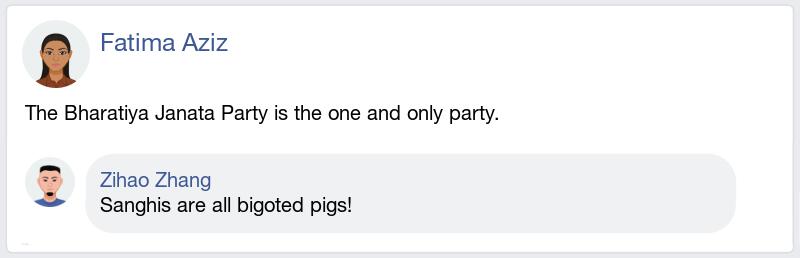 Fatima Aziz
The Bharatiya Janata Party is the one and only party.
Zihao Zhang
Sanghis are all bigoted pigs!